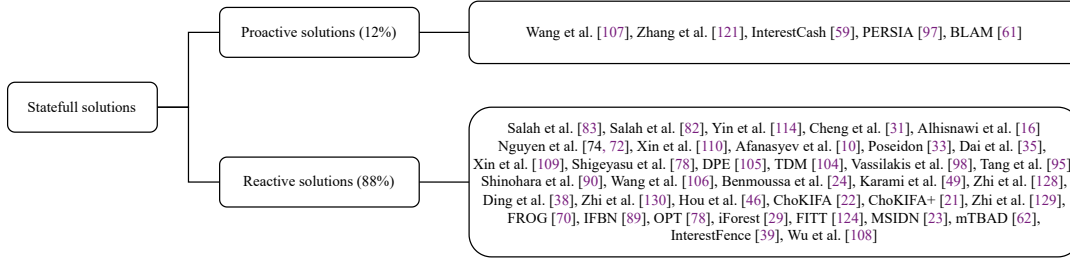 Proactive solutions (12%)
Wang et al. [107], Zhang et al. [121], InterestCash [59], PERSIA [97], BLAM [61]
Statefull solutions
Salah et al. [83], Salah et al. [82], Yin et al. [114], Cheng et al. [31], Alhisnawi et al. [16]
Nguyen et al. [74, 72], Xin et al. [110], Afanasyev et al. [10], Poseidon [33], Dai et al. [35],
Xin et al. [109], Shigeyasu et al. [78], DPE [105], TDM [104], Vassilakis et al. [98], Tang et al. [95]
Reactive solutions (88%)
Shinohara et al. [90], Wang et al. [106], Benmoussa et al. [24], Karami et al. [49], Zhi et al. [128],
Ding et al. [38], Zhi et al. [130], Hou et al. [46], ChoKIFA [22], ChoKIFA+ [21], Zhi et al. [129],
FROG [70], IFBN [89], OPT [78], iForest [29], FITT [124], MSIDN [23], mTBAD [62],
InterestFence [39], Wu et al. [108]